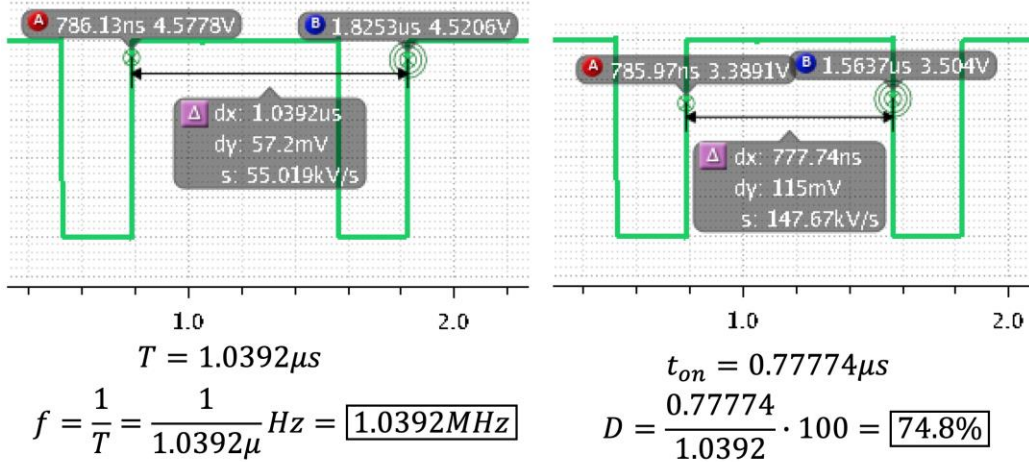 A 786.13ns 4.5778V
B 1.8253us 4.5206V
Δ dx: 1.0392us
dy: 57.2mV
s: 55.019kV/s
1.0
2.0
T = 1.0392μs
f = 1/T = 1/1.0392μ Hz = 1.0392MHz
A 785.97ns 3.3891V
B 1.5637us 3.504V
Δ dx: 777.74ns
dy: 115mV
s: 147.67kV/s
1.0
2.0
t_on = 0.77774μs
D = 0.77774/1.0392 · 100 = 74.8%